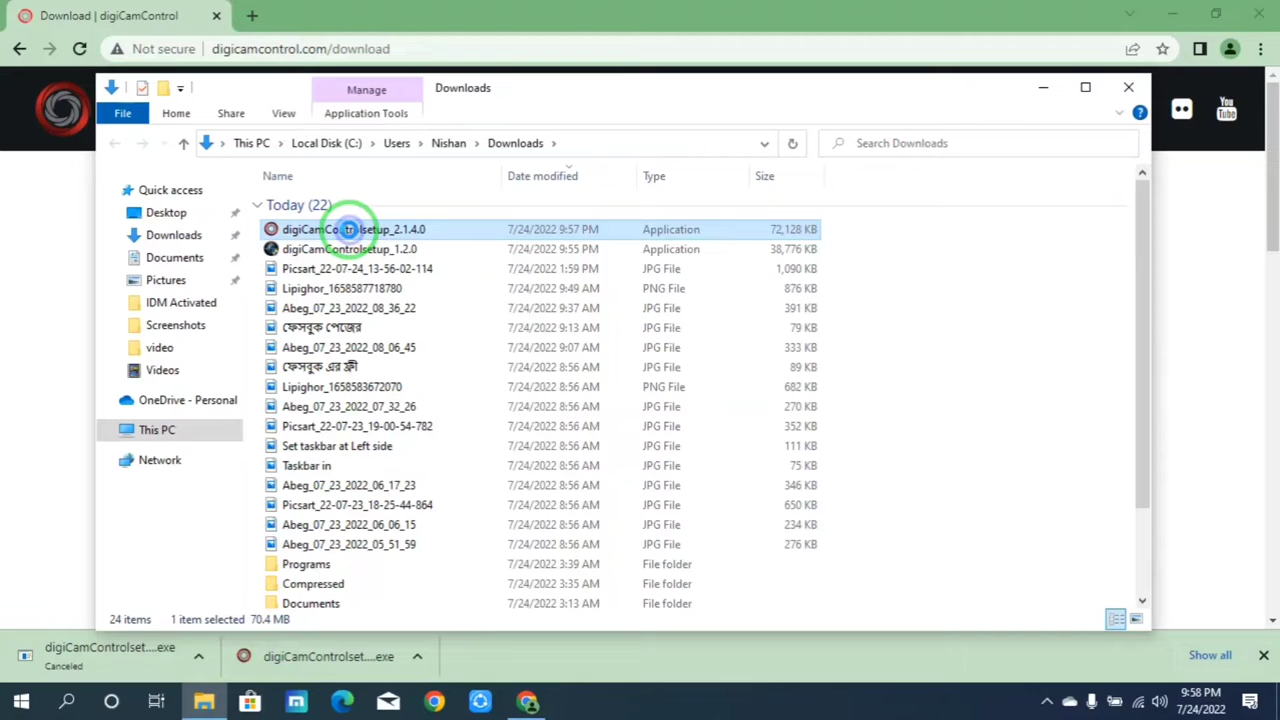 Download | digiCamControl
Not secure
digicamcontrol.com/download
Manage
Downloads
File
Home
Share
View
Application Tools
This PC
Local Disk (C:)
Users
Nishan
Downloads
Search Downloads
Name
Date modified
Type
Size
Quick access
Desktop
Downloads
Documents
Pictures
IDM Activated
Screenshots
video
Videos
OneDrive - Personal
This PC
Network
Today (22)
digiCamControlsetup_2.1.4.0 7/24/2022 9:57 PM Application 72,128 KB
digiCamControlsetup_1.2.0 7/24/2022 9:55 PM Application 38,776 KB
Picsart_22-07-24_13-56-02-114 7/24/2022 1:59 PM JPG File 1,090 KB
Lipighor_1658587718780 7/24/2022 9:49 AM PNG File 876 KB
Abeg_07_23_2022_08_36_22 7/24/2022 9:37 AM JPG File 391 KB
ফেসবুক পেজের 7/24/2022 9:13 AM JPG File 79 KB
Abeg_07_23_2022_08_06_45 7/24/2022 9:07 AM JPG File 333 KB
ফেসবুক এর ফ্রী 7/24/2022 8:56 AM JPG File 89 KB
Lipighor_1658583672070 7/24/2022 8:56 AM PNG File 682 KB
Abeg_07_23_2022_07_32_26 7/24/2022 8:56 AM JPG File 270 KB
Picsart_22-07-23_19-00-54-782 7/24/2022 8:56 AM JPG File 352 KB
Set taskbar at Left side 7/24/2022 8:56 AM JPG File 111 KB
Taskbar in 7/24/2022 8:56 AM JPG File 75 KB
Abeg_07_23_2022_06_17_23 7/24/2022 8:56 AM JPG File 346 KB
Picsart_22-07-23_18-25-44-864 7/24/2022 8:56 AM JPG File 650 KB
Abeg_07_23_2022_06_06_15 7/24/2022 8:56 AM JPG File 234 KB
Abeg_07_23_2022_05_51_59 7/24/2022 8:56 AM JPG File 276 KB
Programs 7/24/2022 3:39 AM File folder
Compressed 7/24/2022 3:35 AM File folder
Documents 7/24/2022 3:13 AM File folder
24 items 1 item selected 70.4 MB
digiCamControlset....exe
Canceled
digiCamControlset....exe
Show all
9:58 PM
7/24/2022
You
Tube